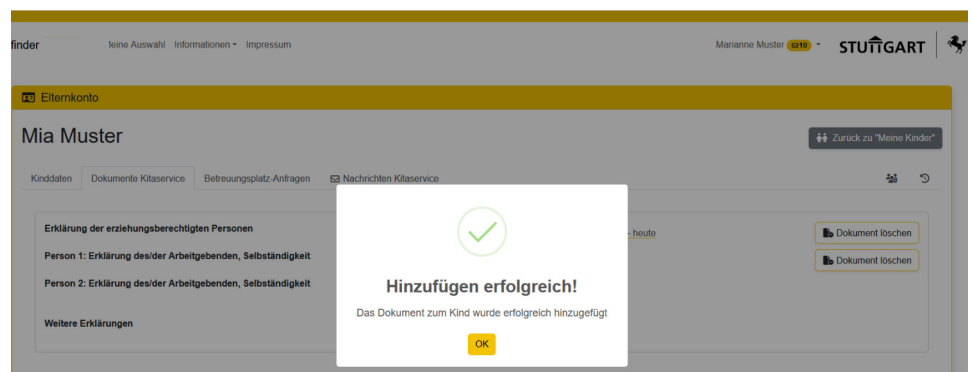 finder leine Auswahl Informationen Impressum Marianne Muster 10 STUTTGART
Elternkonto
Mia Muster Zurück zu "Meine Kinder"
Kinddaten Dokumente Kitaservice Betreuungsplatz-Anfragen Nachrichten Kitaservice
Erklärung der erziehungsberechtigten Personen - heute Dokument löschen
Person 1: Erklärung des/der Arbeitgebenden, Selbständigkeit Dokument löschen
Person 2: Erklärung des/der Arbeitgebenden, Selbständigkeit
Weitere Erklärungen
Hinzufügen erfolgreich!
Das Dokument zum Kind wurde erfolgreich hinzugefügt
OK